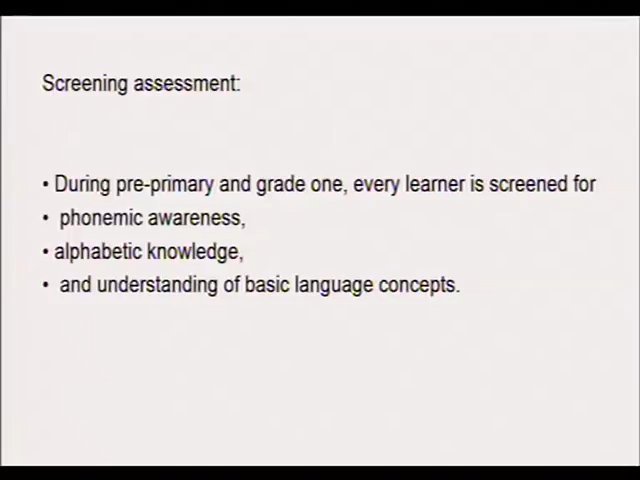 Screening assessment:
• During pre-primary and grade one, every learner is screened for
• phonemic awareness,
• alphabetic knowledge,
• and understanding of basic language concepts.